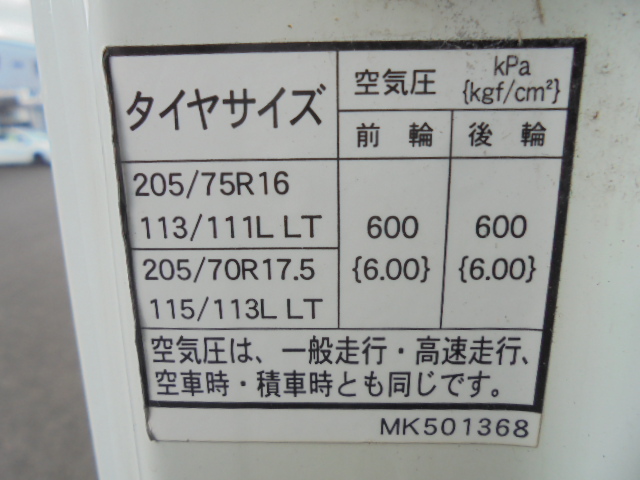 タイヤサイズ
空気圧 kPa {kgf/cm²}
前輪 後輪
205/75R16
113/111L LT
205/70R17.5
115/113L LT
600 600
{6.00} {6.00}
空気圧は、一般走行・高速走行、
空車時・積車時とも同じです。
MK501368